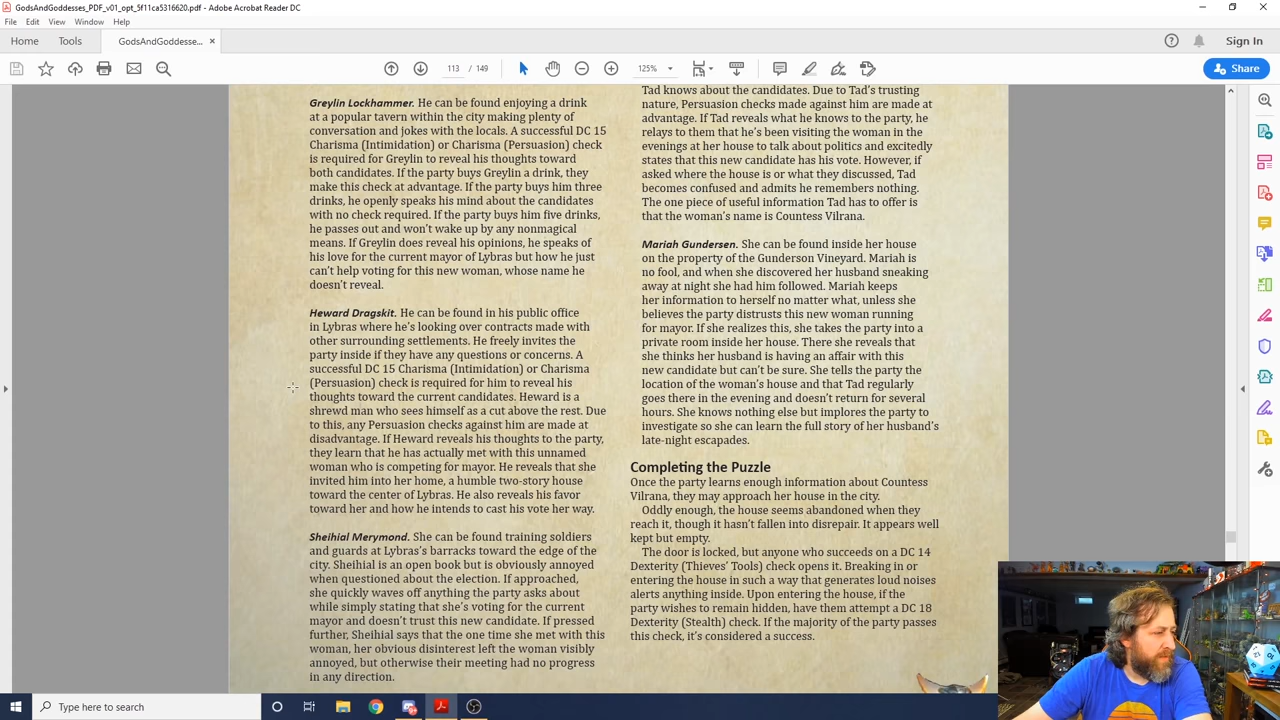 GodsAndGoddesses_PDF_v01_opt_5f11ca5316620.pdf - Adobe Acrobat Reader DC
File Edit View Window Help
Home Tools GodsAndGoddesse... × Sign In
113 / 149 125% Share
Greylin Lockhammer. He can be found enjoying a drink
at a popular tavern within the city making plenty of
conversation and jokes with the locals. A successful DC 15
Charisma (Intimidation) or Charisma (Persuasion) check
is required for Greylin to reveal his thoughts toward
both candidates. If the party buys Greylin a drink, they
make this check at advantage. If the party buys him three
drinks, he openly speaks his mind about the candidates
with no check required. If the party buys him five drinks,
he passes out and won't wake up by any nonmagical
means. If Greylin does reveal his opinions, he speaks of
his love for the current mayor of Lybras but how he just
can't help voting for this new woman, whose name he
doesn't reveal.
Heward Dragskit. He can be found in his public office
in Lybras where he's looking over contracts made with
other surrounding settlements. He freely invites the
party inside if they have any questions or concerns. A
successful DC 15 Charisma (Intimidation) or Charisma
(Persuasion) check is required for him to reveal his
thoughts toward the current candidates. Heward is a
shrewd man who sees himself as a cut above the rest. Due
to this, any Persuasion checks against him are made at
disadvantage. If Heward reveals his thoughts to the party,
they learn that he has actually met with this unnamed
woman who is competing for mayor. He reveals that she
invited him into her home, a humble two-story house
toward the center of Lybras. He also reveals his favor
toward her and how he intends to cast his vote her way.
Sheihial Merymond. She can be found training soldiers
and guards at Lybras's barracks toward the edge of the
city. Sheihial is an open book but is obviously annoyed
when questioned about the election. If approached,
she quickly waves off anything the party asks about
while simply stating that she's voting for the current
mayor and doesn't trust this new candidate. If pressed
further, Sheihial says that the one time she met with this
woman, her obvious disinterest left the woman visibly
annoyed, but otherwise their meeting had no progress
in any direction.
Tad knows about the candidates. Due to Tad's trusting
nature, Persuasion checks made against him are made at
advantage. If Tad reveals what he knows to the party, he
relays to them that he's been visiting the woman in the
evenings at her house to talk about politics and excitedly
states that this new candidate has his vote. However, if
asked where the house is or what they discussed, Tad
becomes confused and admits he remembers nothing.
The one piece of useful information Tad has to offer is
that the woman's name is Countess Vilrana.
Mariah Gundersen. She can be found inside her house
on the property of the Gunderson Vineyard. Mariah is
no fool, and when she discovered her husband sneaking
away at night she had him followed. Mariah keeps
her information to herself no matter what, unless she
believes the party distrusts this new woman running
for mayor. If she realizes this, she takes the party into a
private room inside her house. There she reveals that
she thinks her husband is having an affair with this
new candidate but can't be sure. She tells the party the
location of the woman's house and that Tad regularly
goes there in the evening and doesn't return for several
hours. She knows nothing else but implores the party to
investigate so she can learn the full story of her husband's
late-night escapades.
Completing the Puzzle
Once the party learns enough information about Countess
Vilrana, they may approach her house in the city.
Oddly enough, the house seems abandoned when they
reach it, though it hasn't fallen into disrepair. It appears well
kept but empty.
The door is locked, but anyone who succeeds on a DC 14
Dexterity (Thieves' Tools) check opens it. Breaking in or
entering the house in such a way that generates loud noises
alerts anything inside. Upon entering the house, if the
party wishes to remain hidden, have them attempt a DC 18
Dexterity (Stealth) check. If the majority of the party passes
this check, it's considered a success.
Type here to search